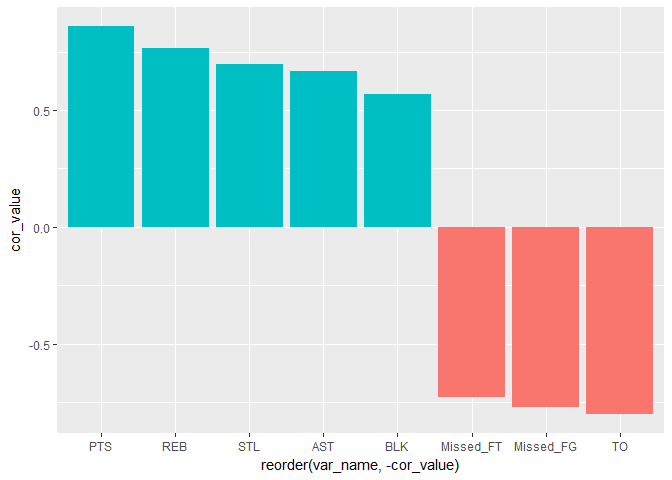 cor_value
0.5
0.0
-0.5
PTS REB STL AST BLK Missed_FT Missed_FG TO
reorder(var_name, -cor_value)